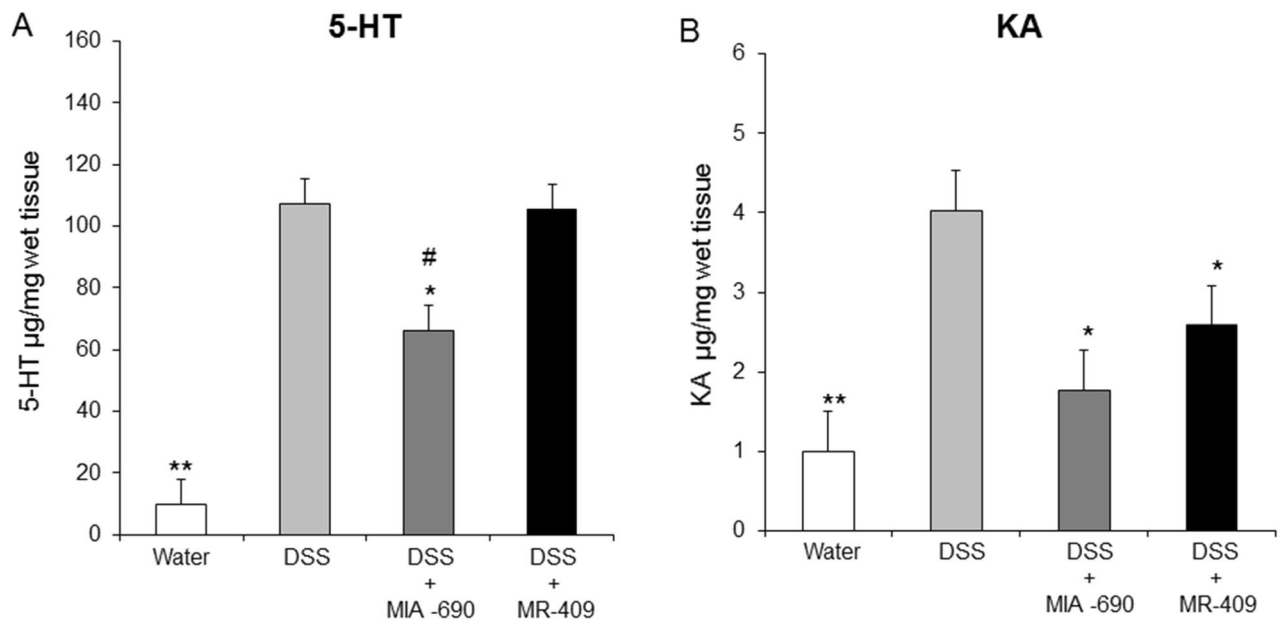 A
5-HT
5-HT µg/mg wet tissue
160
140
120
100
80
60
40
20
0
**
#
*
Water
DSS
DSS
+
MIA -690
DSS
+
MR-409
B
KA
KA µg/mg wet tissue
6
5
4
3
2
1
0
**
*
*
Water
DSS
DSS
+
MIA -690
DSS
+
MR-409